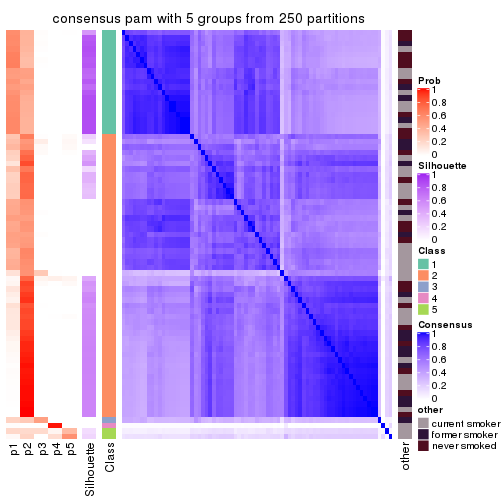 consensus pam with 5 groups from 250 partitions
Prob
1
0.8
0.6
0.4
0.2
0
Silhouette
1
0.8
0.6
0.4
0.2
0
Class
1
2
3
4
5
Consensus
1
0.8
0.6
0.4
0.2
0
other
current smoker
former smoker
never smoked
p1
p2
p3
p4
p5
Silhouette
Class
other